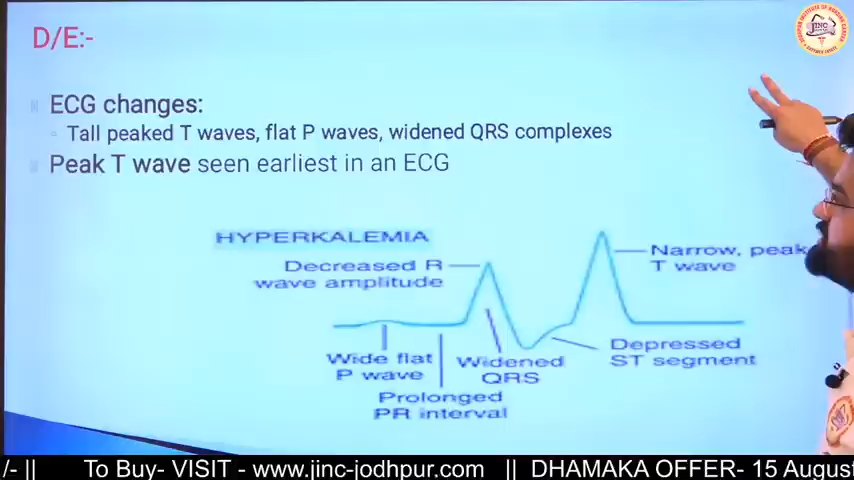 D/E:-
ECG changes:
Tall peaked T waves, flat P waves, widened QRS complexes
Peak T wave seen earliest in an ECG
HYPERKALEMIA
Decreased R
wave amplitude
Narrow, peak
T wave
Wide flat
P wave
Widened
QRS
Depressed
ST segment
Prolonged
PR interval
JINC
/- || To Buy- VISIT - www.jinc-jodhpur.com || DHAMAKA OFFER- 15 August